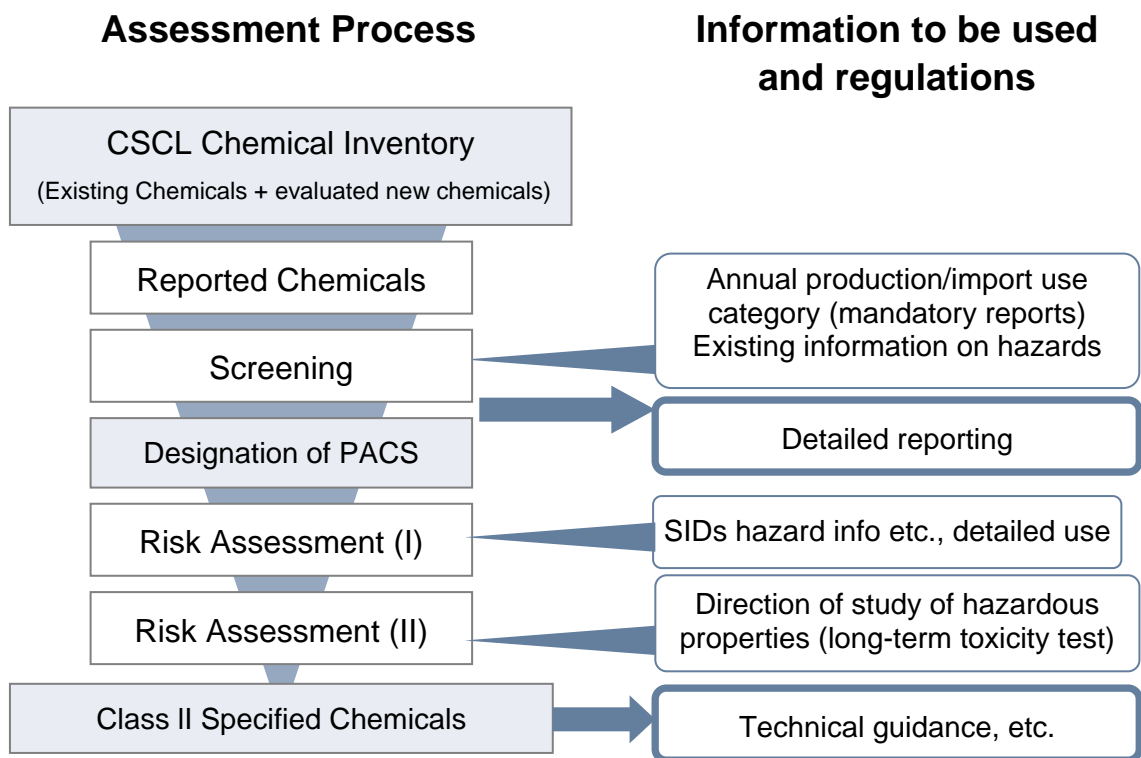 Assessment Process
Information to be used
and regulations
CSCL Chemical Inventory
(Existing Chemicals + evaluated new chemicals)
Reported Chemicals
Screening
Designation of PACS
Risk Assessment (I)
Risk Assessment (II)
Class II Specified Chemicals
Annual production/import use
category (mandatory reports)
Existing information on hazards
Detailed reporting
SIDs hazard info etc., detailed use
Direction of study of hazardous
properties (long-term toxicity test)
Technical guidance, etc.